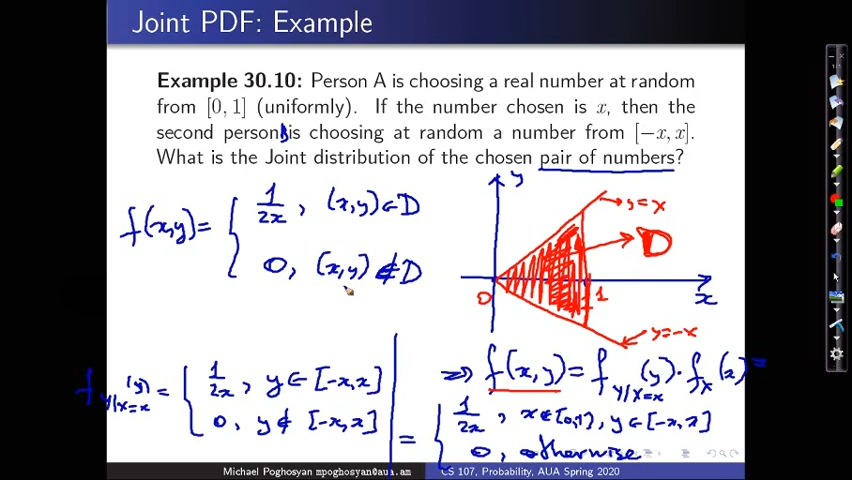 Joint PDF: Example
Example 30.10: Person A is choosing a real number at random
from [0, 1] (uniformly). If the number chosen is x, then the
second person B is choosing at random a number from [−x, x].
What is the Joint distribution of the chosen pair of numbers?
f(x,y) = { 1/2x , (x,y) ∈ D
0, (x,y) ∉ D
y
y=x
D
0
1
x
y=-x
f Y/X=x (y) = { 1/2x , y ∈ [-x,x]
0, y ∉ [-x,x]
=> f(x,y) = f Y/X=x (y) · f X (x) =
= { 1/2x , x∈[0,1], y ∈ [-x,x]
0, otherwise
Michael Poghosyan mpoghosyan@aua.am
CS 107, Probability, AUA Spring 2020